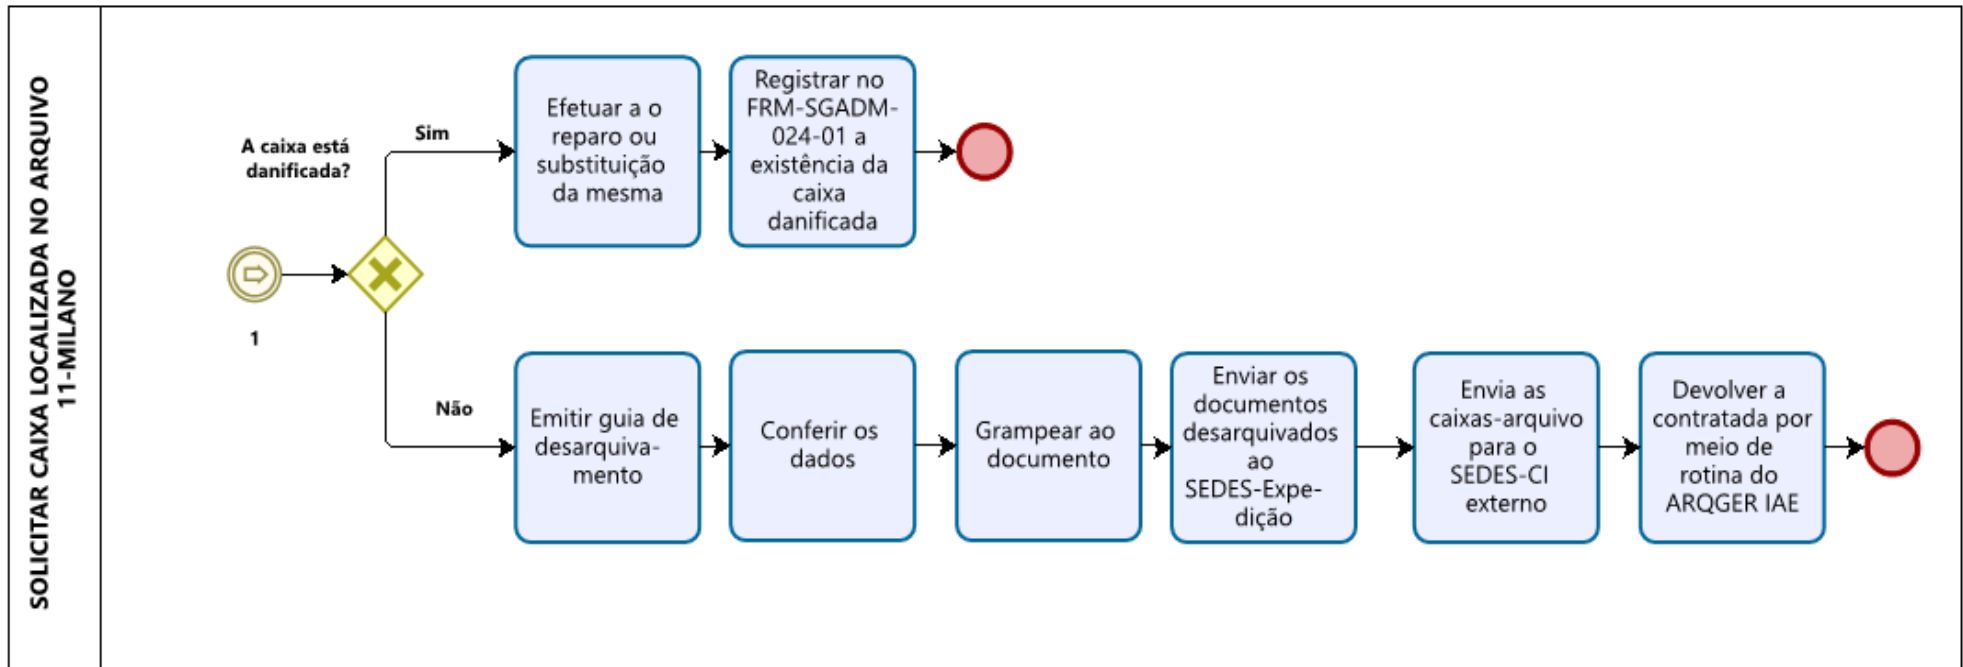 SOLICITAR CAIXA LOCALIZADA NO ARQUIVO
11-MILANO
A caixa está
danificada?
1
Sim
Efetuar a o
reparo ou
substituição
da mesma
Registrar no
FRM-SGADM-
024-01 a
existência da
caixa
danificada
Não
Emitir guia de
desarquiva-
mento
Conferir os
dados
Grampear ao
documento
Enviar os
documentos
desarquivados
ao
SEDES-Expe-
dição
Envia as
caixas-arquivo
para o
SEDES-CI
externo
Devolver a
contratada por
meio de
rotina do
ARQGER IAE